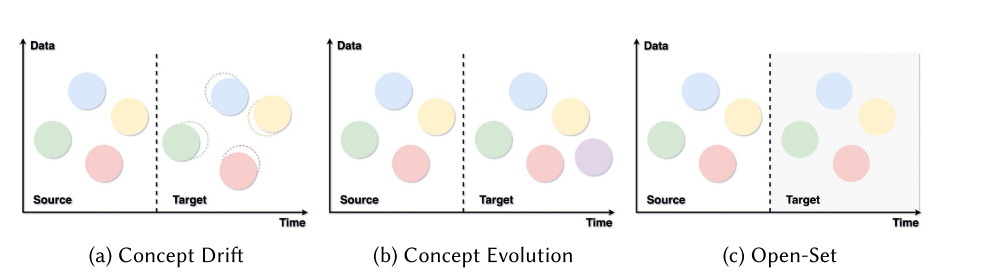 Data
Source
Target
Time
(a) Concept Drift
Data
Source
Target
Time
(b) Concept Evolution
Data
Source
Target
Time
(c) Open-Set